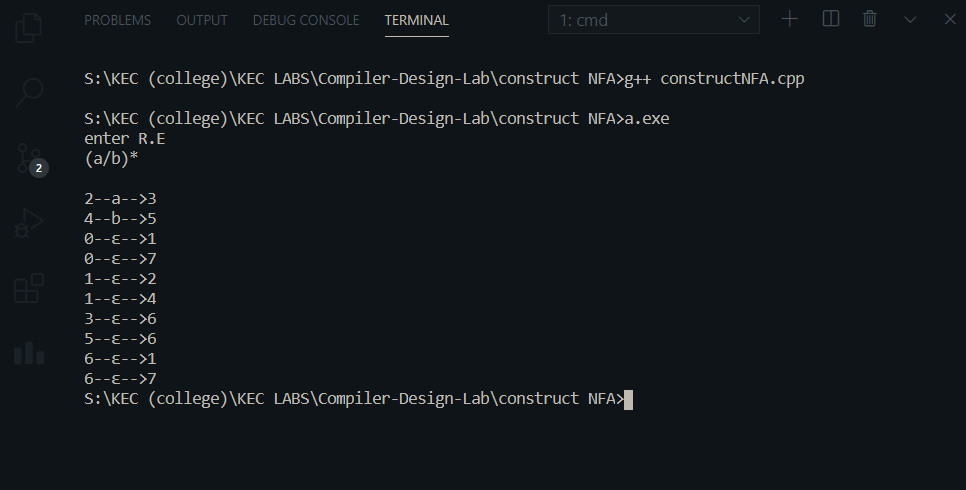 PROBLEMS OUTPUT DEBUG CONSOLE TERMINAL 1: cmd
S:\KEC (college)\KEC LABS\Compiler-Design-Lab\construct NFA>g++ constructNFA.cpp
S:\KEC (college)\KEC LABS\Compiler-Design-Lab\construct NFA>a.exe
enter R.E
(a/b)*
2
2--a-->3
4--b-->5
0--ε-->1
0--ε-->7
1--ε-->2
1--ε-->4
3--ε-->6
5--ε-->6
6--ε-->1
6--ε-->7
S:\KEC (college)\KEC LABS\Compiler-Design-Lab\construct NFA>